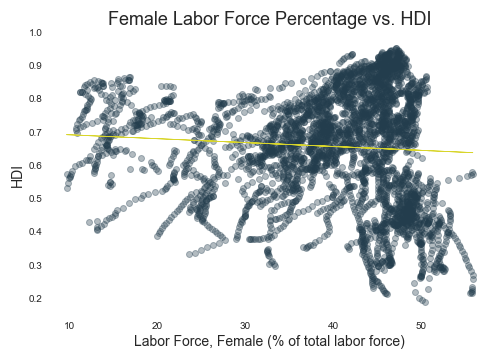 Female Labor Force Percentage vs. HDI
1.0
0.9
0.8
0.7
0.6
0.5
0.4
0.3
0.2
HDI
10 20 30 40 50
Labor Force, Female (% of total labor force)